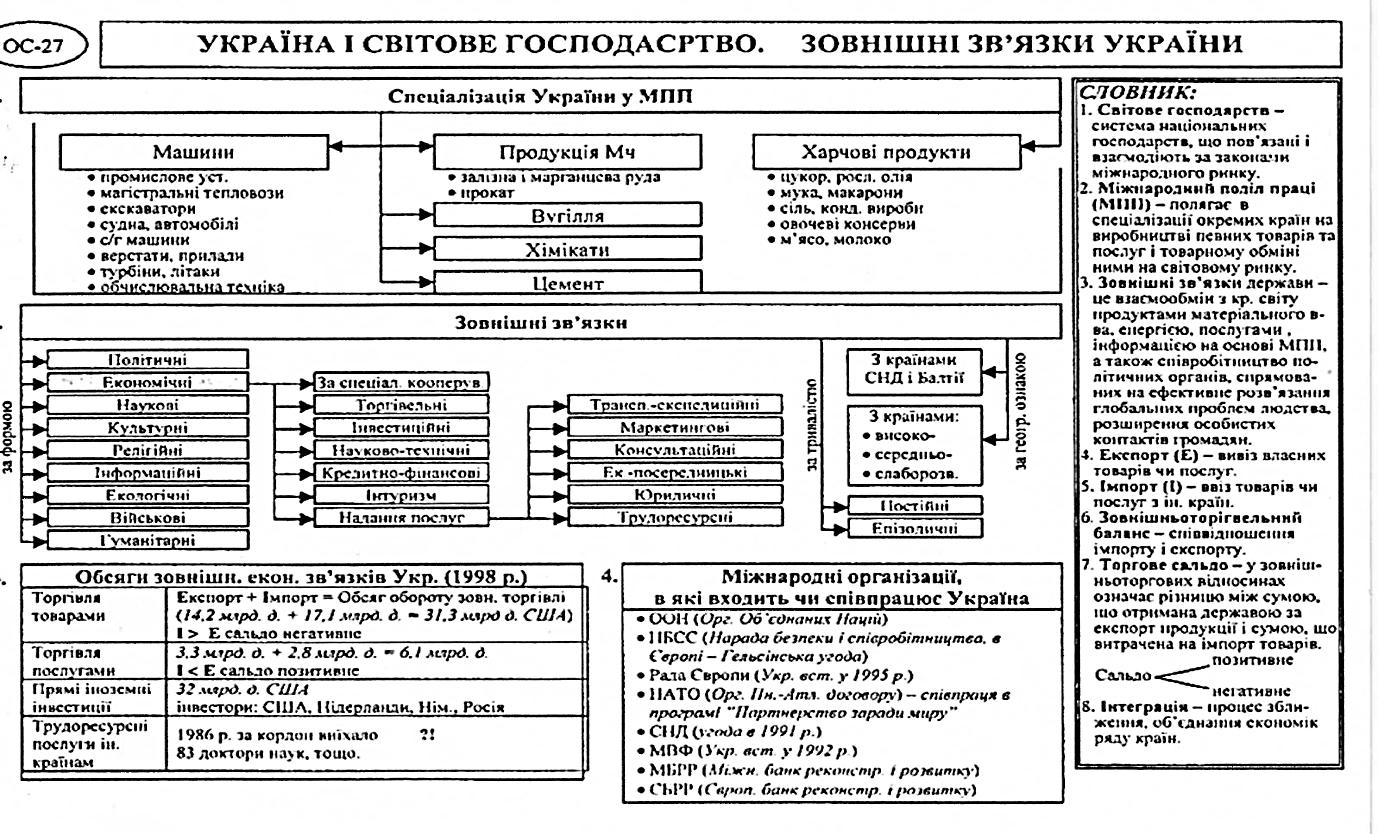 ОС-27
УКРАЇНА І СВІТОВЕ ГОСПОДАСРТВО. ЗОВНІШНІ ЗВ'ЯЗКИ УКРАЇНИ
Спеціалізація України у МПП
Машини
• промислове уст.
• магістральні тепловози
• екскаватори
• судна, автомобілі
• с/г машини
• верстати, прилади
• турбіни, літаки
• обчислювальна техніка
Продукція Мч
• залізна і марганцева руда
• прокат
Вугілля
Хімікати
Цемент
Харчові продукти
• цукор, росл. олія
• мука, макарони
• сіль, конд. вироби
• овочеві консерви
• м'ясо, молоко
Зовнішні зв'язки
за формою
Політичні
Економічні
Наукові
Культурні
Релігійні
Інформаційні
Екологічні
Військові
Гуманітарні
За спеціал. кооперув.
Торгівельні
Інвестиційні
Науково-технічні
Кредитно-фінансові
Інтуризм
Надання послуг
Трансп.-експедиційні
Маркетингові
Консультаційні
Ек.-посередницькі
Юридичні
Трудоресурсні
за тривалістю
Постійні
Епізодичні
за геогр. ознакою
З країнами
СНД і Балтії
З країнами:
• високо-
• середньо-
• слаборозв.
Обсяги зовнішн. екон. зв'язків Укр. (1998 р.)
Торгівля
товарами
Експорт + Імпорт = Обсяг обороту зовн. торгівлі
(14,2 млрд. д. + 17,1 млрд. д. = 31,3 млрд д. США)
І > Е сальдо негативне
Торгівля
послугами
3,3 млрд. д. + 2,8 млрд. д. = 6,1 млрд. д.
І < Е сальдо позитивне
Прямі іноземні
інвестиції
32 млрд. д. США
інвестори: США, Нідерланди, Нім., Росія
Трудоресурсні
послуги ін.
країнам
1986 р. за кордон виїхало ?!
83 доктори наук, тощо.
4.
Міжнародні організації,
в які входить чи співпрацює Україна
• ООН (Орг. Об'єднаних Націй)
• НБСС (Нарада безпеки і співробітництва, в
Європі – Гельсінська угода)
• Рада Європи (Укр. вст. у 1995 р.)
• НАТО (Орг. Пн.-Атл. договору) – співпраця в
програмі "Партнерство заради миру"
• СНД (угода в 1991 р.)
• МВФ (Укр. вст. у 1992 р.)
• МБРР (Міжн. банк реконстр. і розвитку)
• СБРР (Європ. банк реконстр. і розвитку)
СЛОВНИК:
1. Світове господярств –
система національних
господарств, що пов'язані і
взаємодіють за законами
міжнародного ринку.
2. Міжнародний поділ праці
(МПП) – полягає в
спеціалізації окремих країн на
виробництві певних товарів та
послуг і товарному обміні
ними на світовому ринку.
3. Зовнішні зв'язки держави –
це взаємообмін з кр. світу
продуктами матеріального в-
ва, енергією, послугами ,
інформацією на основі МПП,
а також співробітництво по-
літичних органів, спрямова-
них на ефективне розв'язання
глобальних проблем людства,
розширення особистих
контактів громадян.
4. Експорт (Е) – вивіз власних
товарів чи послуг.
5. Імпорт (І) – ввіз товарів чи
послуг з ін. країн.
6. Зовнішньоторігвельний
баланс – співвідношення
імпорту і експорту.
7. Торгове сальдо – у зовніш-
ньоторгових відносинах
означає різницю між сумою,
що отримана державою за
експорт продукції і сумою, що
витрачена на імпорт товарів.
позитивне
Сальдо
негативне
8. Інтеграція – процес збли-
ження, об'єднання економік
ряду країн.